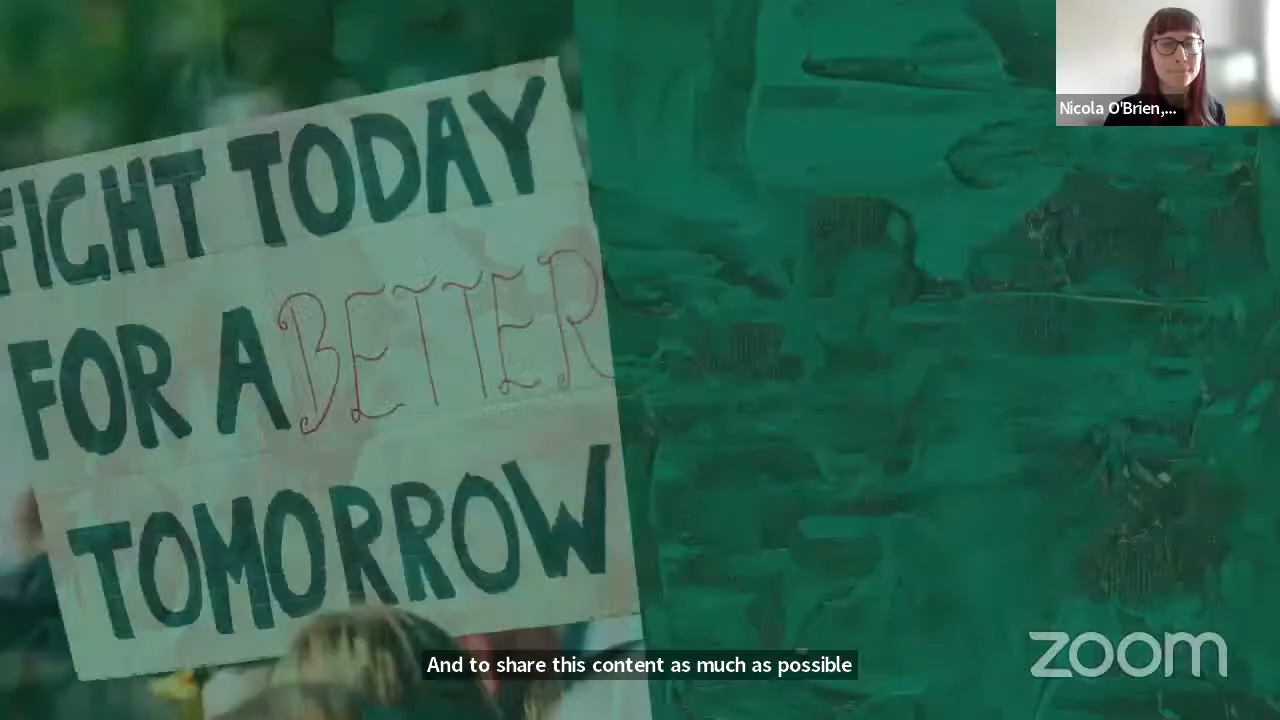 FIGHT TODAY
FOR A BETTER
TOMORROW
Nicola O'Brien,...
And to share this content as much as possible
zoom